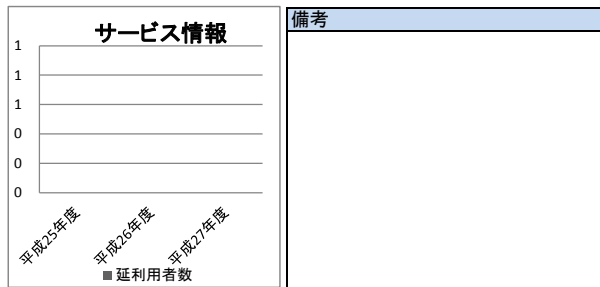 サービス情報
1
1
1
0
0
0
平成25年度
平成26年度
平成27年度
■延利用者数
備考